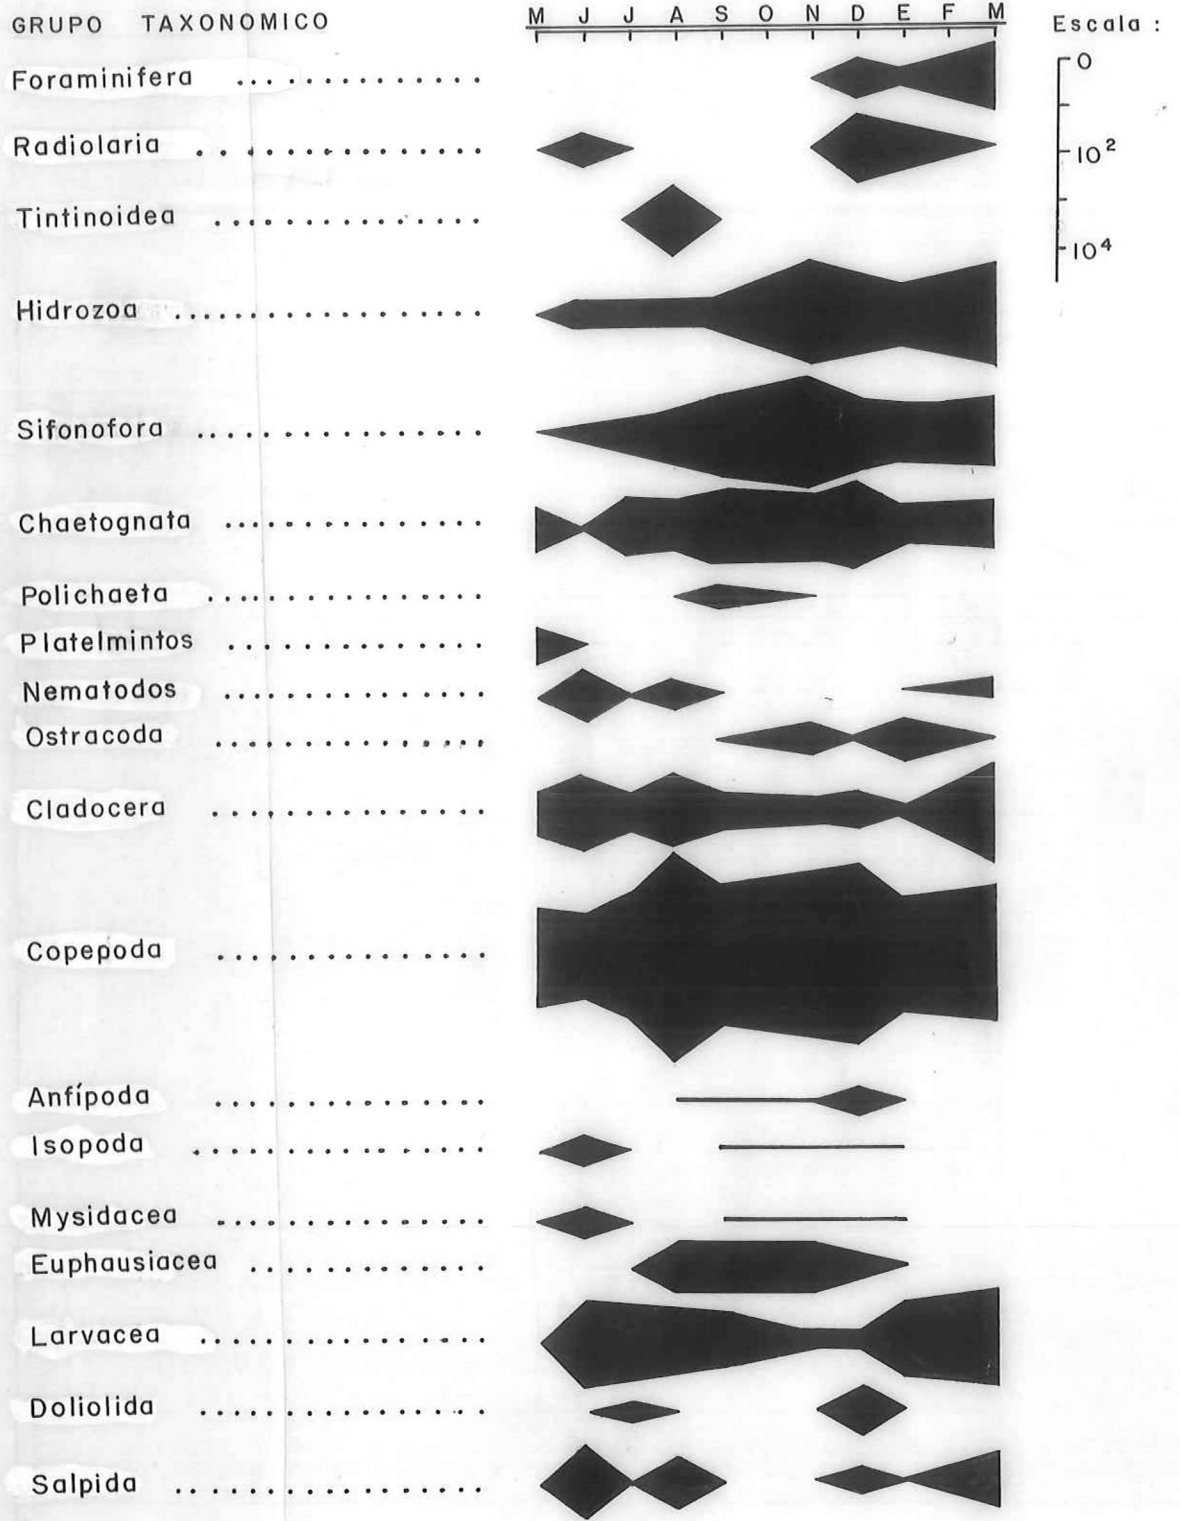 GRUPO TAXONOMICO M J J A S O N D E F M Escala :
Foraminifera
Radiolaria
Tintinoidea
Hidrozoa
Sifonofora
Chaetognata
Polichaeta
Platelmintos
Nematodos
Ostracoda
Cladocera
Copepoda
Anfípoda
Isopoda
Mysidacea
Euphausiacea
Larvacea
Doliolida
Salpida
0
10²
10⁴